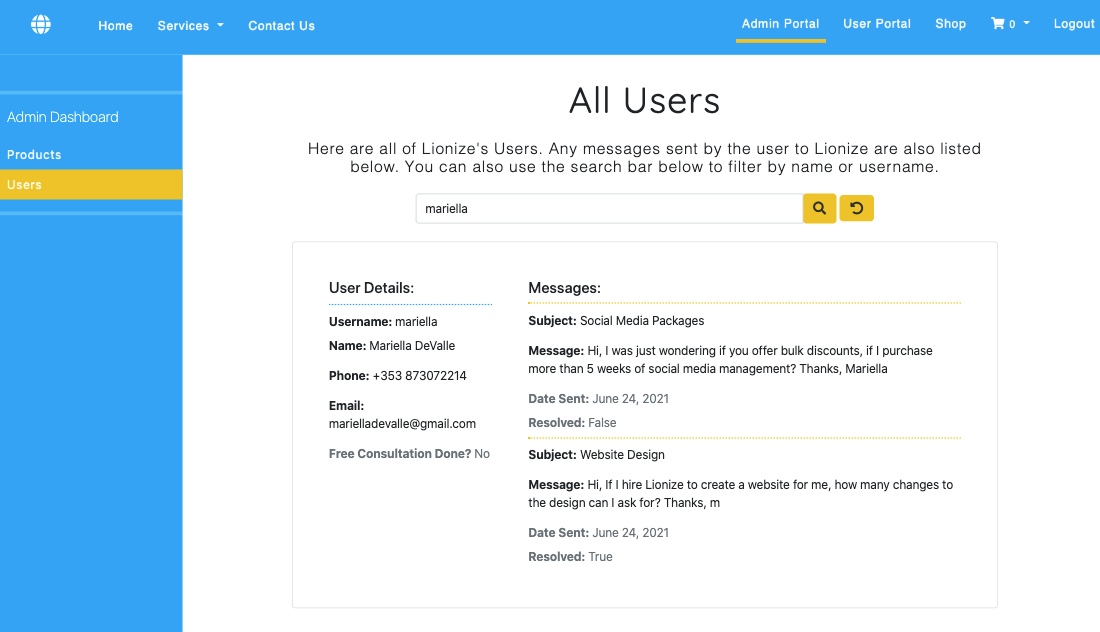 Home Services Contact Us Admin Portal User Portal Shop 0 Logout
Admin Dashboard
Products
Users
All Users
Here are all of Lionize's Users. Any messages sent by the user to Lionize are also listed
below. You can also use the search bar below to filter by name or username.
mariella
User Details:
Username: mariella
Name: Mariella DeValle
Phone: +353 873072214
Email:
marielladevalle@gmail.com
Free Consultation Done? No
Messages:
Subject: Social Media Packages
Message: Hi, I was just wondering if you offer bulk discounts, if I purchase
more than 5 weeks of social media management? Thanks, Mariella
Date Sent: June 24, 2021
Resolved: False
Subject: Website Design
Message: Hi, If I hire Lionize to create a website for me, how many changes to
the design can I ask for? Thanks, m
Date Sent: June 24, 2021
Resolved: True